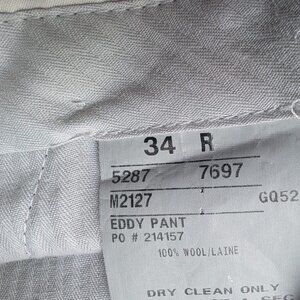 34 R
5287 7697
M2127 GQ52
EDDY PANT
PO # 214157
100% WOOL/LAINE
DRY CLEAN ONLY